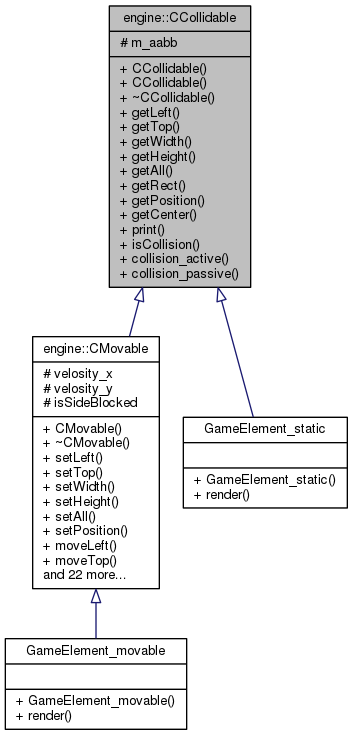 engine::CCollidable
# m_aabb
+ CCollidable()
+ CCollidable()
+ ~CCollidable()
+ getLeft()
+ getTop()
+ getWidth()
+ getHeight()
+ getAll()
+ getRect()
+ getPosition()
+ getCenter()
+ print()
+ isCollision()
+ collision_active()
+ collision_passive()
engine::CMovable
# velosity_x
# velosity_y
# isSideBlocked
+ CMovable()
+ ~CMovable()
+ setLeft()
+ setTop()
+ setWidth()
+ setHeight()
+ setAll()
+ setPosition()
+ moveLeft()
+ moveTop()
and 22 more...
GameElement_static
+ GameElement_static()
+ render()
GameElement_movable
+ GameElement_movable()
+ render()